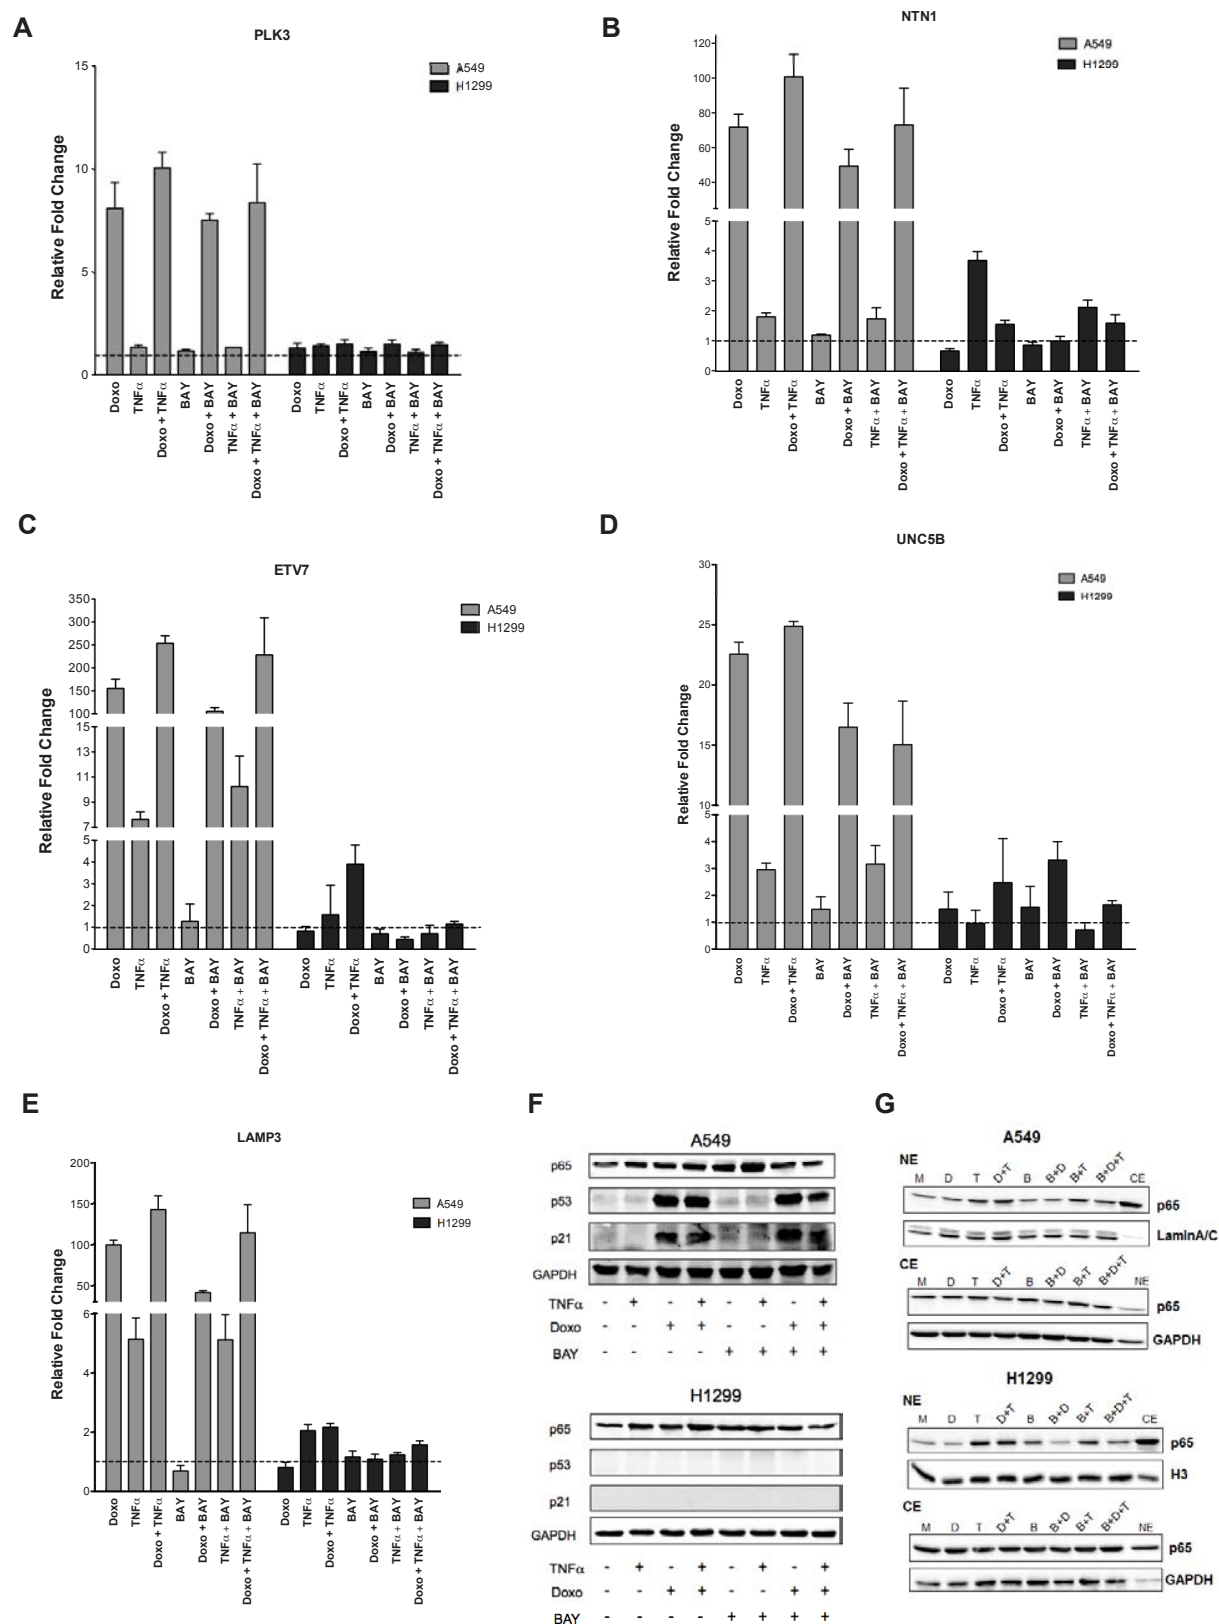 A
PLK3
A549
H1299
Relative Fold Change
15
10
5
0
Doxo
TNFα
Doxo + TNFα
BAY
Doxo + BAY
TNFα + BAY
Doxo + TNFα + BAY
Doxo
TNFα
Doxo + TNFα
BAY
Doxo + BAY
TNFα + BAY
Doxo + TNFα + BAY
B
NTN1
A549
H1299
Relative Fold Change
120
100
80
60
40
5
4
3
2
1
0
Doxo
TNFα
Doxo + TNFα
BAY
Doxo + BAY
TNFα + BAY
Doxo + TNFα + BAY
Doxo
TNFα
Doxo + TNFα
BAY
Doxo + BAY
TNFα + BAY
Doxo + TNFα + BAY
C
ETV7
A549
H1299
Relative Fold Change
350
300
250
200
150
100
15
13
11
9
7
5
4
3
2
1
0
Doxo
TNFα
Doxo + TNFα
BAY
Doxo + BAY
TNFα + BAY
Doxo + TNFα + BAY
Doxo
TNFα
Doxo + TNFα
BAY
Doxo + BAY
TNFα + BAY
Doxo + TNFα + BAY
D
UNC5B
A549
H1299
Relative Fold Change
30
25
20
15
10
5
4
3
2
1
0
Doxo
TNFα
Doxo + TNFα
BAY
Doxo + BAY
TNFα + BAY
Doxo + TNFα + BAY
Doxo
TNFα
Doxo + TNFα
BAY
Doxo + BAY
TNFα + BAY
Doxo + TNFα + BAY
E
LAMP3
A549
H1299
Relative Fold Change
200
150
100
50
6
4
2
0
Doxo
TNFα
Doxo + TNFα
BAY
Doxo + BAY
TNFα + BAY
Doxo + TNFα + BAY
Doxo
TNFα
Doxo + TNFα
BAY
Doxo + BAY
TNFα + BAY
Doxo + TNFα + BAY
F
A549
p65
p53
p21
GAPDH
TNFα - + - + - + - +
Doxo - - + + - - + +
BAY - - - - + + + +
H1299
p65
p53
p21
GAPDH
TNFα - + - + - + - +
Doxo - - + + - - + +
BAY - - - - + + + +
G
A549
NE
M D T D+T B B+D B+T B+D+T CE
p65
LaminA/C
CE
M D T D+T B B+D B+T B+D+T NE
p65
GAPDH
H1299
NE
M D T D+T B B+D B+T B+D+T CE
p65
H3
CE
M D T D+T B B+D B+T B+D+T NE
p65
GAPDH